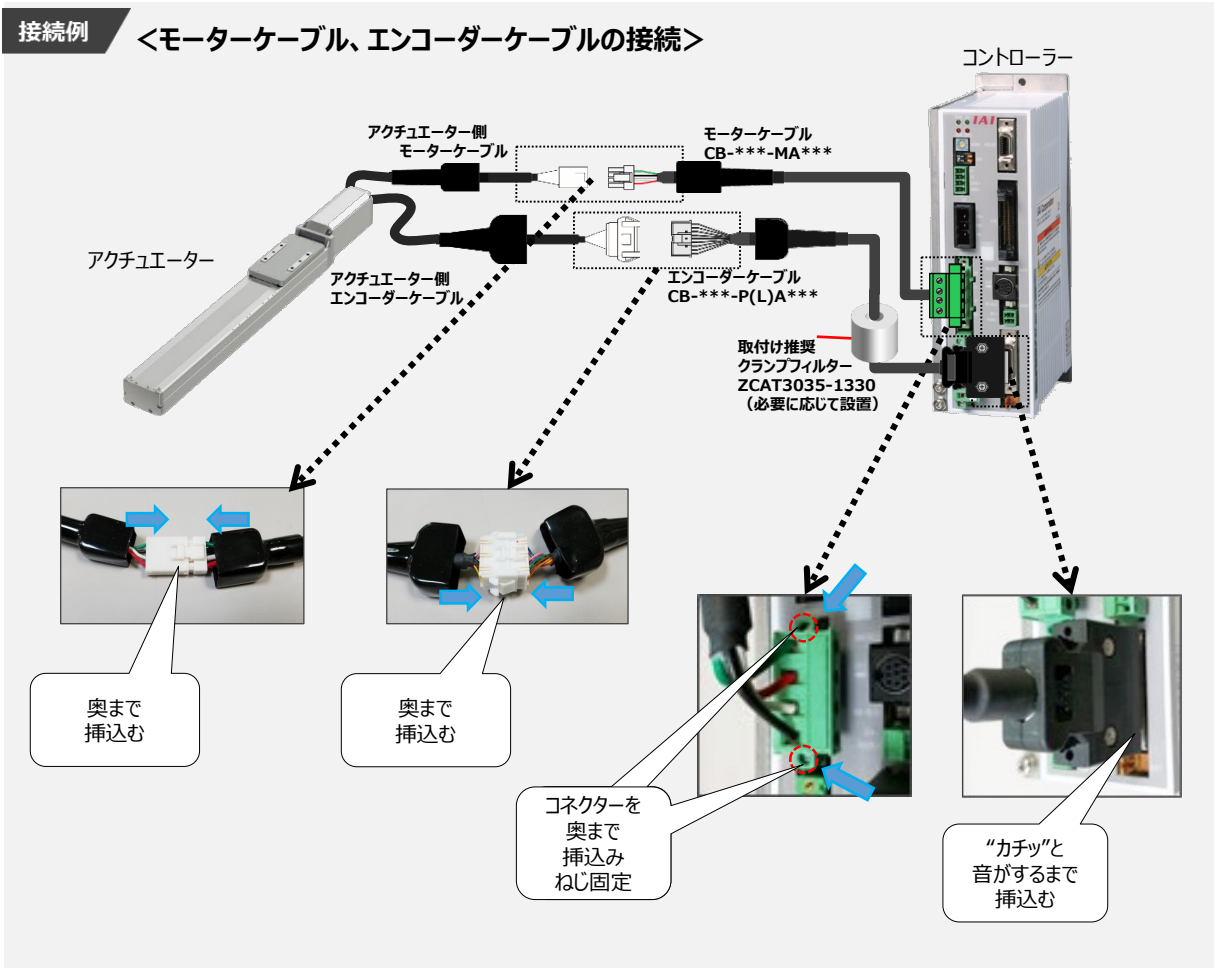 接続例
＜モーターケーブル、エンコーダーケーブルの接続＞
コントローラー
アクチュエーター側
モーターケーブル
モーターケーブル
CB-***-MA***
IAI
アクチュエーター
アクチュエーター側
エンコーダーケーブル
エンコーダーケーブル
CB-***-P(L)A***
取付け推奨
クランプフィルター
ZCAT3035-1330
（必要に応じて設置）
奥まで
挿込む
奥まで
挿込む
コネクターを
奥まで
挿込み
ねじ固定
“カチッ”と
音がするまで
挿込む